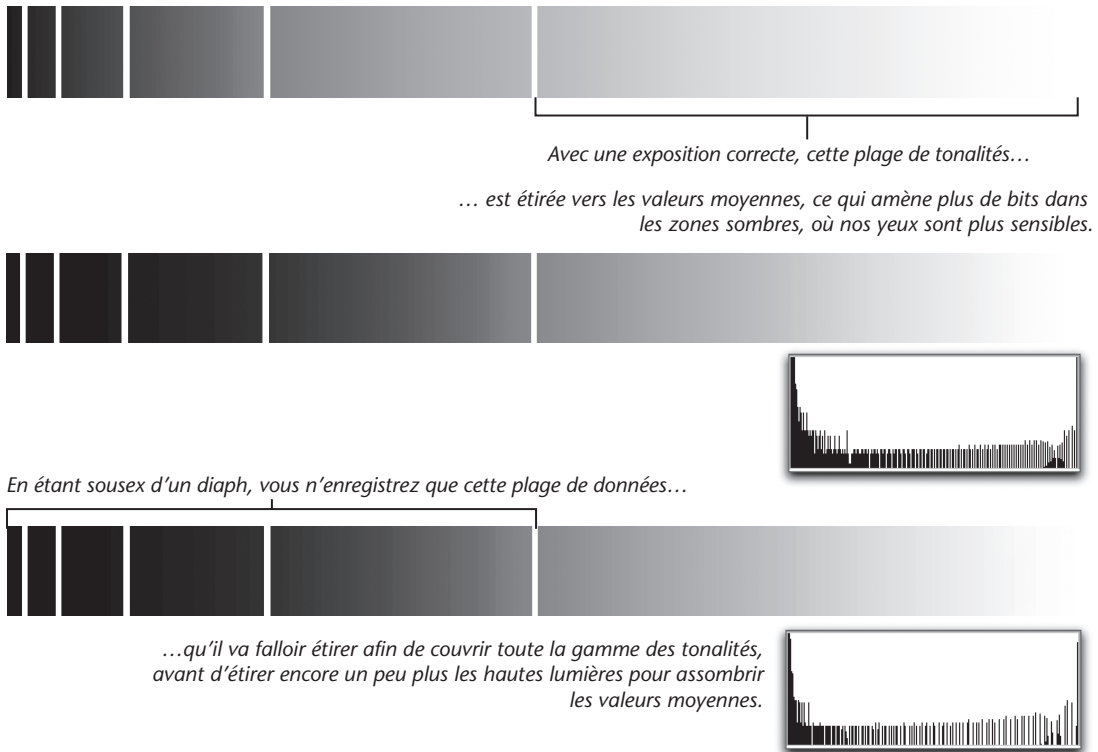 Avec une exposition correcte, cette plage de tonalités…
… est étirée vers les valeurs moyennes, ce qui amène plus de bits dans
les zones sombres, où nos yeux sont plus sensibles.
En étant sousex d’un diaph, vous n’enregistrez que cette plage de données…
…qu’il va falloir étirer afin de couvrir toute la gamme des tonalités,
avant d’étirer encore un peu plus les hautes lumières pour assombrir
les valeurs moyennes.